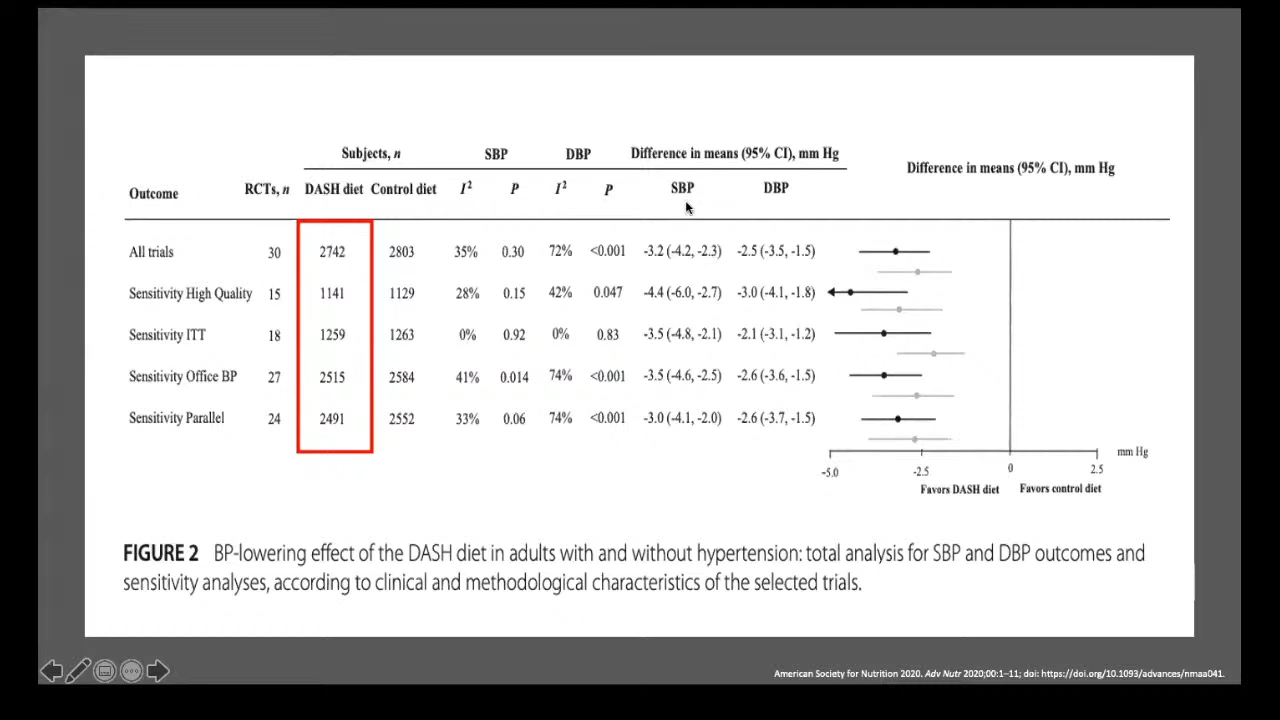 Subjects, n SBP DBP Difference in means (95% CI), mm Hg Difference in means (95% CI), mm Hg
Outcome RCTs, n DASH diet Control diet I² P I² P SBP DBP
All trials 30 2742 2803 35% 0.30 72% <0.001 -3.2 (-4.2, -2.3) -2.5 (-3.5, -1.5)
Sensitivity High Quality 15 1141 1129 28% 0.15 42% 0.047 -4.4 (-6.0, -2.7) -3.0 (-4.1, -1.8)
Sensitivity ITT 18 1259 1263 0% 0.92 0% 0.83 -3.5 (-4.8, -2.1) -2.1 (-3.1, -1.2)
Sensitivity Office BP 27 2515 2584 41% 0.014 74% <0.001 -3.5 (-4.6, -2.5) -2.6 (-3.6, -1.5)
Sensitivity Parallel 24 2491 2552 33% 0.06 74% <0.001 -3.0 (-4.1, -2.0) -2.6 (-3.7, -1.5)
mm Hg
-5.0 -2.5 0 2.5
Favors DASH diet Favors control diet
FIGURE 2 BP-lowering effect of the DASH diet in adults with and without hypertension: total analysis for SBP and DBP outcomes and
sensitivity analyses, according to clinical and methodological characteristics of the selected trials.
American Society for Nutrition 2020. Adv Nutr 2020;00:1–11; doi: https://doi.org/10.1093/advances/nmaa041.